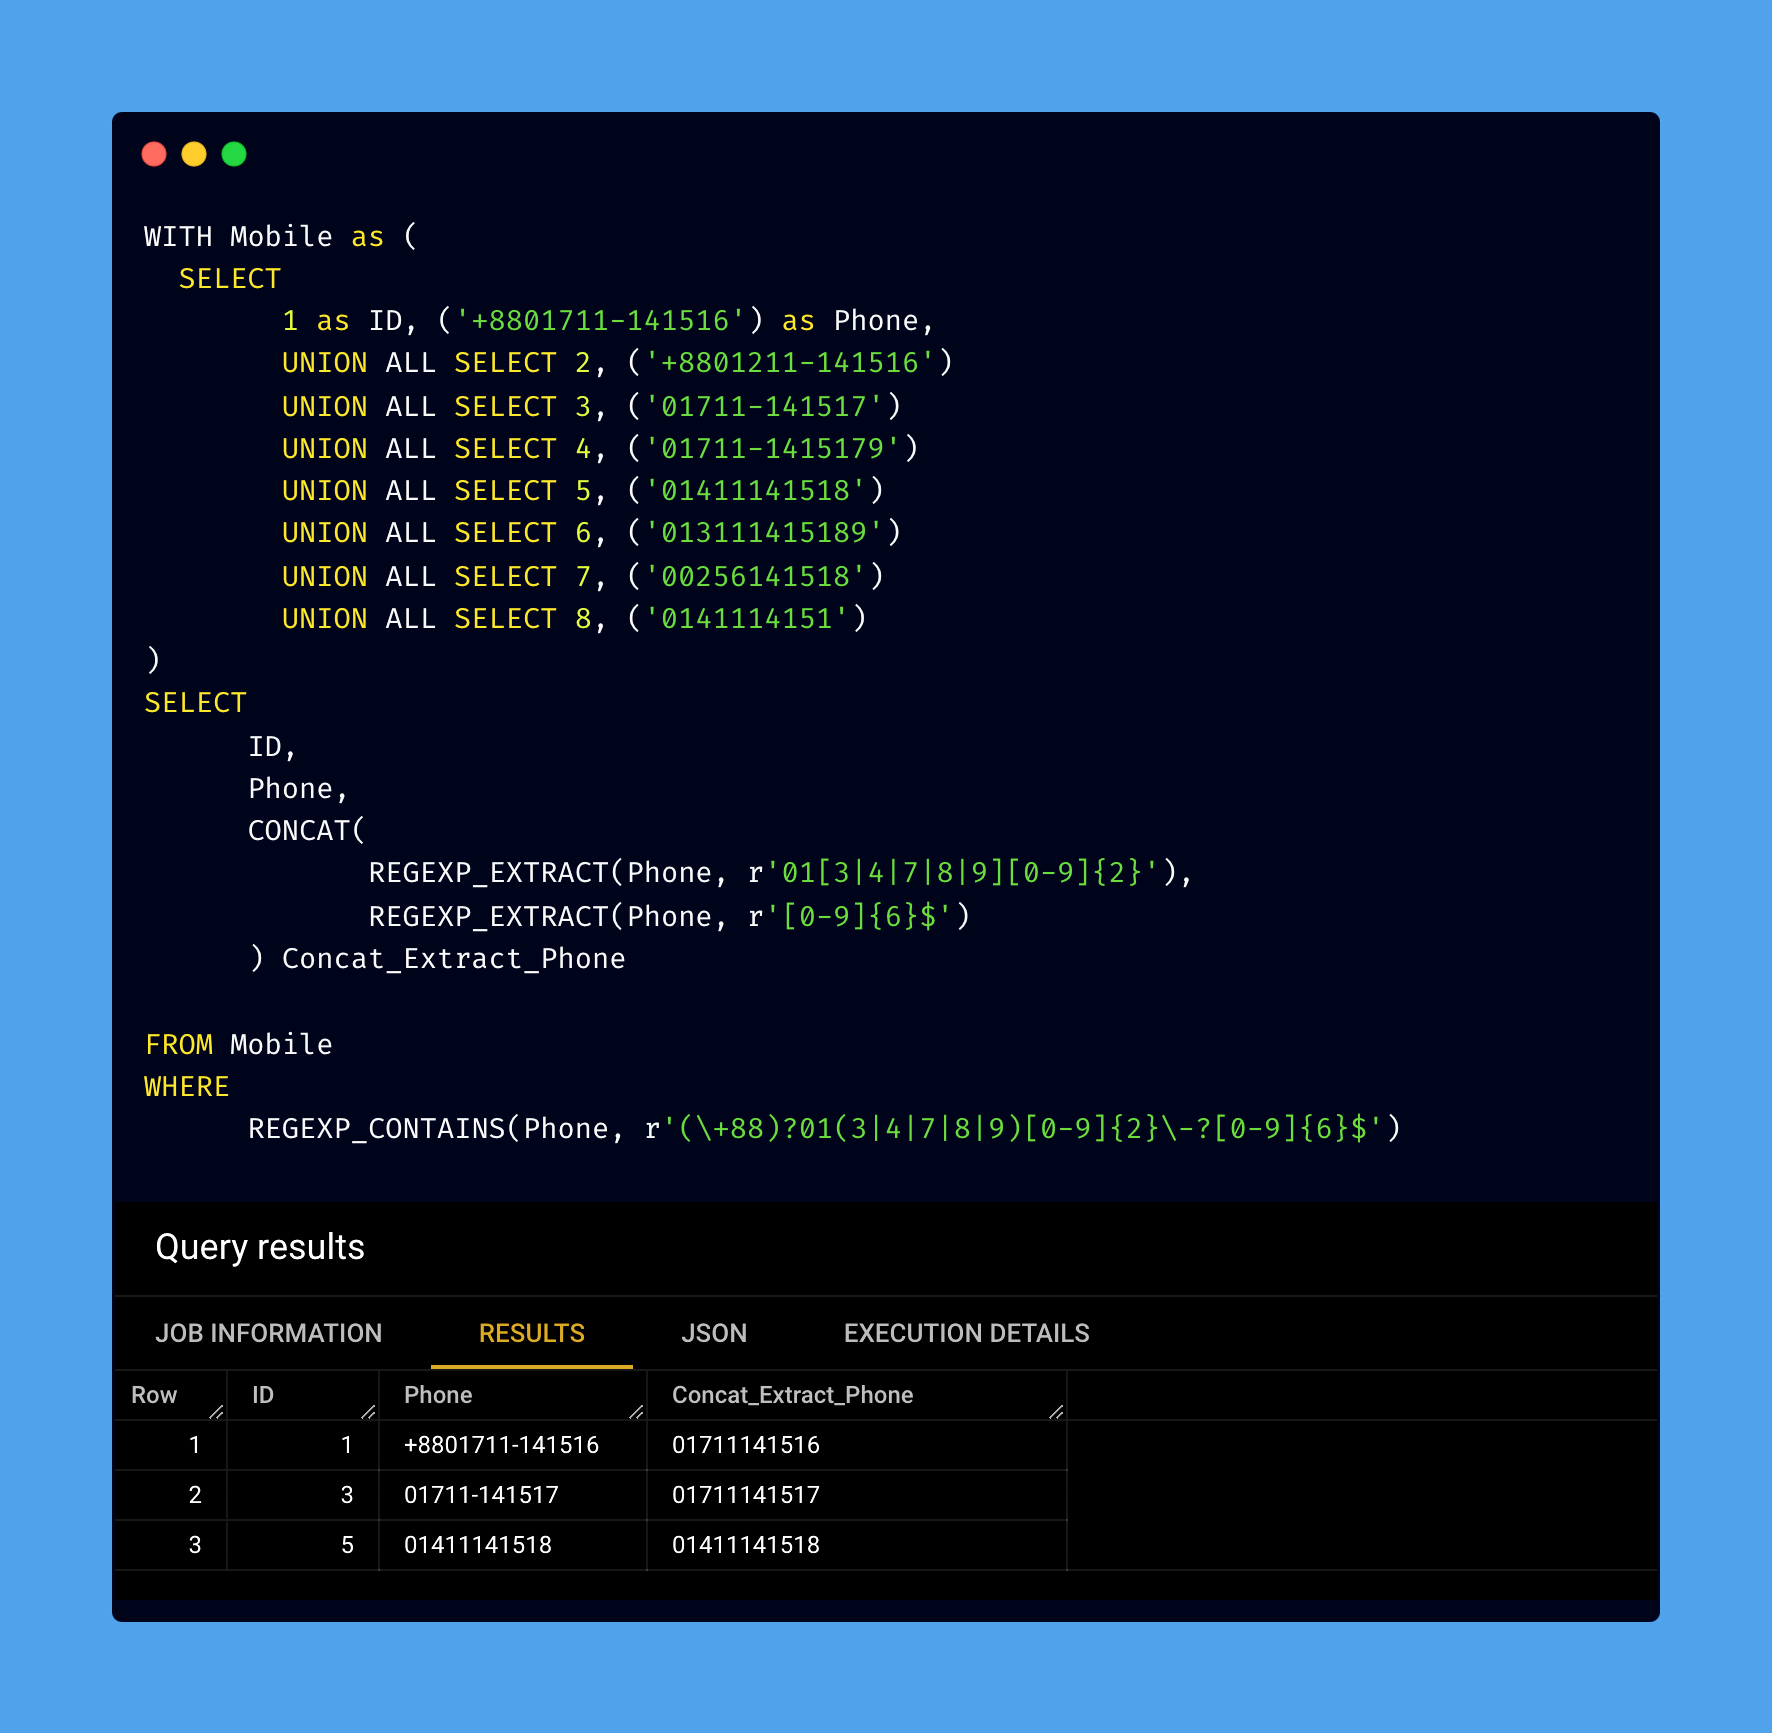 WITH Mobile as (
SELECT
1 as ID, ('+8801711-141516') as Phone,
UNION ALL SELECT 2, ('+8801211-141516')
UNION ALL SELECT 3, ('01711-141517')
UNION ALL SELECT 4, ('01711-1415179')
UNION ALL SELECT 5, ('01411141518')
UNION ALL SELECT 6, ('013111415189')
UNION ALL SELECT 7, ('00256141518')
UNION ALL SELECT 8, ('0141114151')
)
SELECT
ID,
Phone,
CONCAT(
REGEXP_EXTRACT(Phone, r'01[3|4|7|8|9][0-9]{2}'),
REGEXP_EXTRACT(Phone, r'[0-9]{6}$')
) Concat_Extract_Phone
FROM Mobile
WHERE
REGEXP_CONTAINS(Phone, r'(\+88)?01(3|4|7|8|9)[0-9]{2}\-?[0-9]{6}$')
Query results
JOB INFORMATION RESULTS JSON EXECUTION DETAILS
Row ID Phone Concat_Extract_Phone
1 1 +8801711-141516 01711141516
2 3 01711-141517 01711141517
3 5 01411141518 01411141518